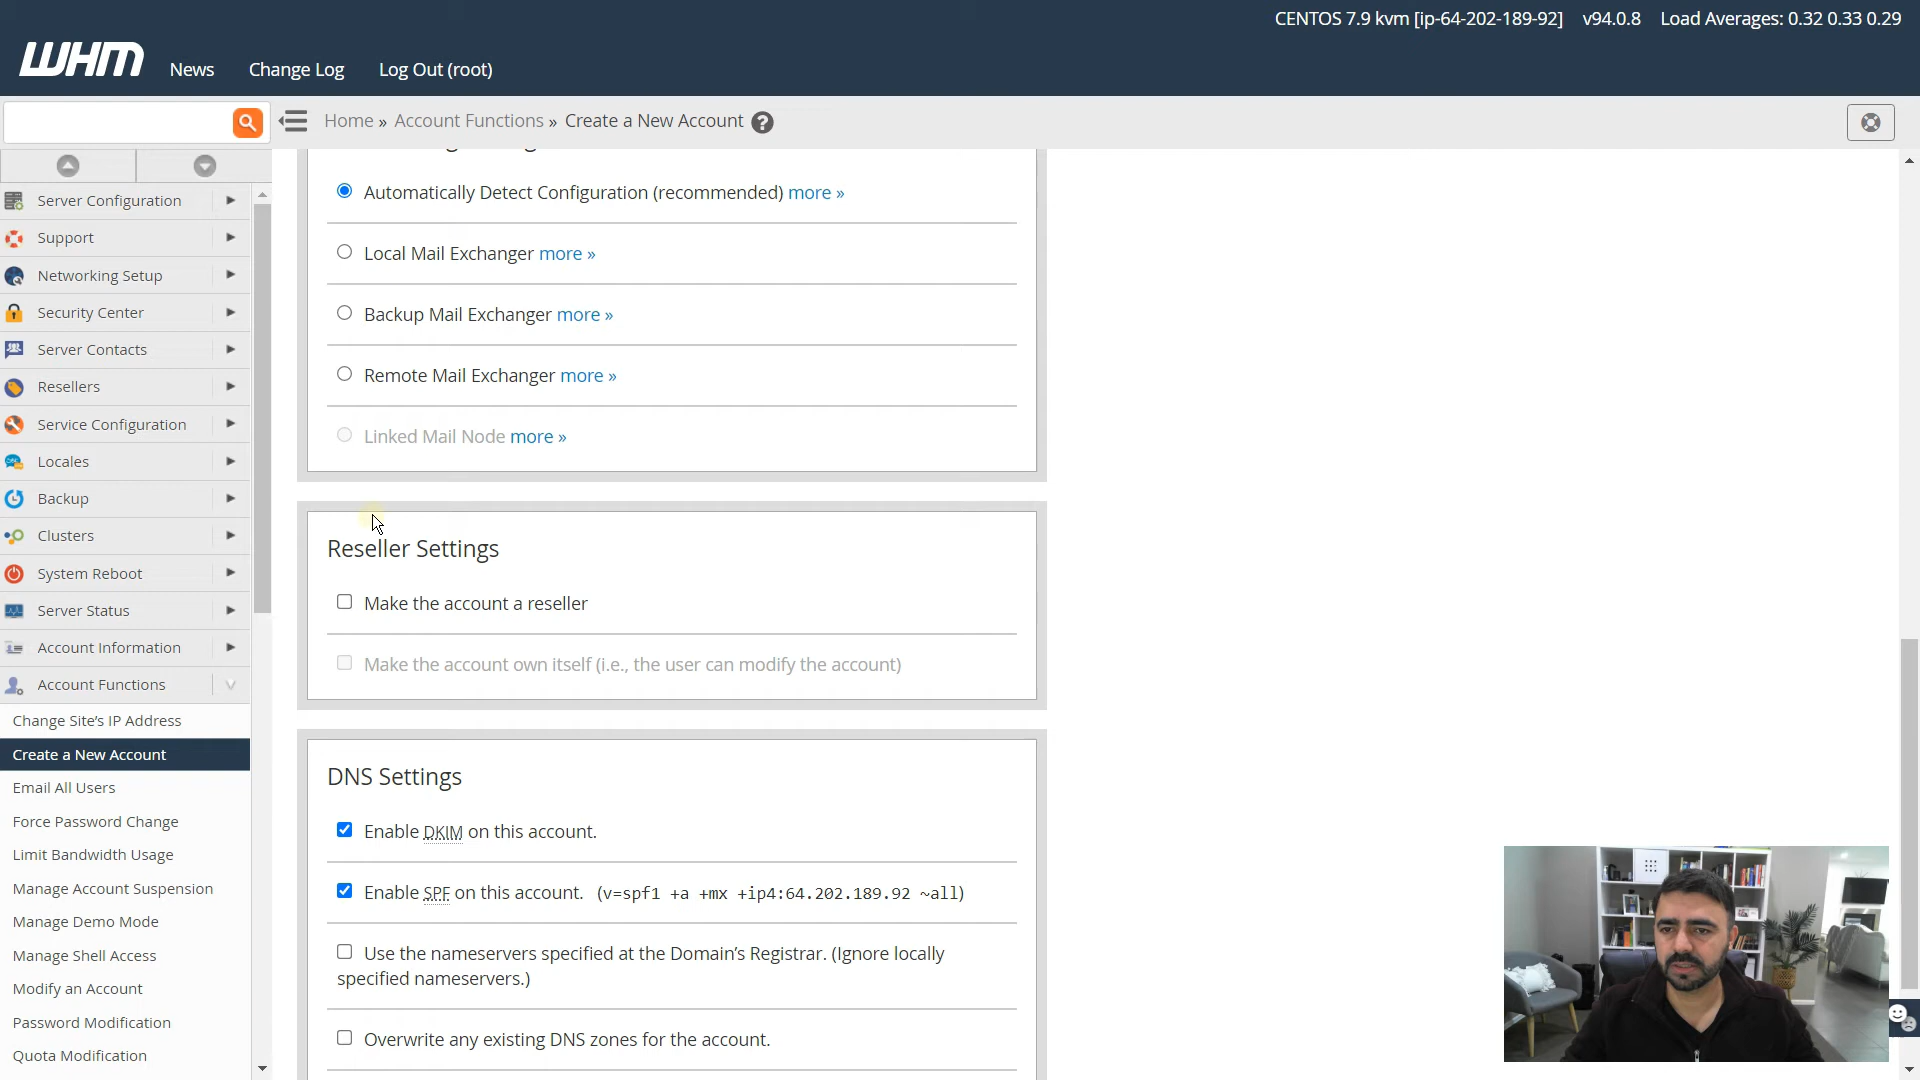 CENTOS 7.9 kvm [ip-64-202-189-92] v94.0.8 Load Averages: 0.32 0.33 0.29
WHM News Change Log Log Out (root)
Home » Account Functions » Create a New Account ?
Server Configuration
Support
Networking Setup
Security Center
Server Contacts
Resellers
Service Configuration
Locales
Backup
Clusters
System Reboot
Server Status
Account Information
Account Functions
Change Site's IP Address
Create a New Account
Email All Users
Force Password Change
Limit Bandwidth Usage
Manage Account Suspension
Manage Demo Mode
Manage Shell Access
Modify an Account
Password Modification
Quota Modification
Automatically Detect Configuration (recommended) more »
Local Mail Exchanger more »
Backup Mail Exchanger more »
Remote Mail Exchanger more »
Linked Mail Node more »
Reseller Settings
Make the account a reseller
Make the account own itself (i.e., the user can modify the account)
DNS Settings
Enable DKIM on this account.
Enable SPF on this account. (v=spf1 +a +mx +ip4:64.202.189.92 ~all)
Use the nameservers specified at the Domain's Registrar. (Ignore locally
specified nameservers.)
Overwrite any existing DNS zones for the account.